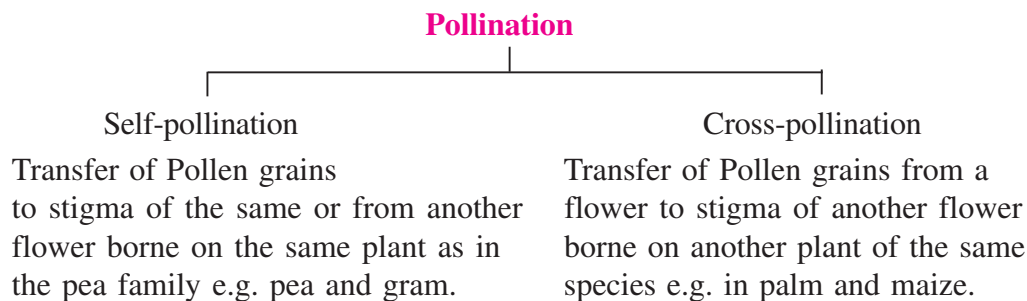 Pollination
Self-pollination
Transfer of Pollen grains
to stigma of the same or from another
flower borne on the same plant as in
the pea family e.g. pea and gram.
Cross-pollination
Transfer of Pollen grains from a
flower to stigma of another flower
borne on another plant of the same
species e.g. in palm and maize.